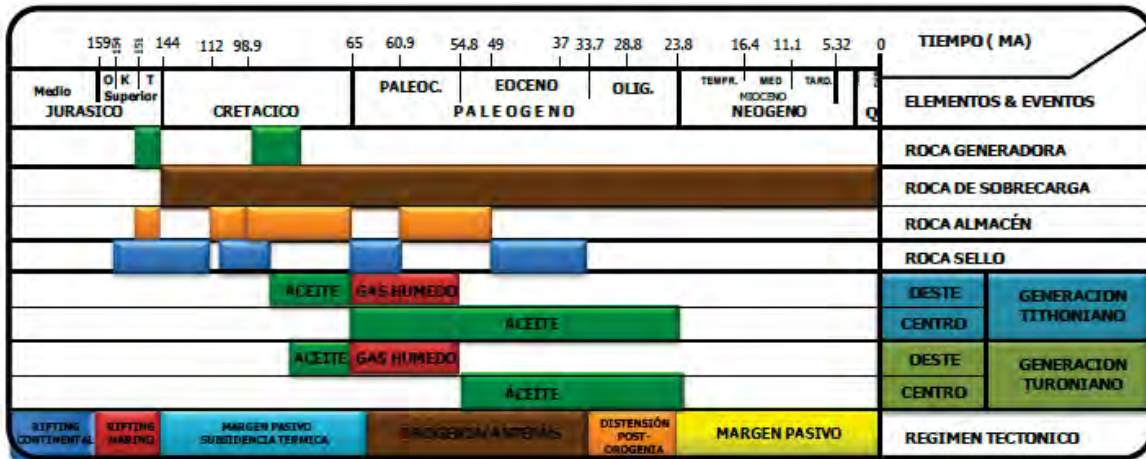 159 154 151 144 112 98.9 65 60.9 54.8 49 37 33.7 28.8 23.8 16.4 11.1 5.32 0 TIEMPO ( MA)
Medio O K T PALEOC. EOCENO OLIG. TEMPR. MED TARD.
Superior MIOCENO ELEMENTOS & EVENTOS
JURASICO CRETACICO PALEOGENO NEOGENO Q
ROCA GENERADORA
ROCA DE SOBRECARGA
ROCA ALMACÉN
ROCA SELLO
ACEITE GAS HUMEDO OESTE GENERACION
ACEITE CENTRO TITHONIANO
ACEITE GAS HUMEDO OESTE GENERACION
ACEITE CENTRO TURONIANO
RIFTING CONTINENTAL
RIFTING MARINO
MARGEN PASIVO
SUBSIDENCIA TERMICA
DISTENSIÓN
POST-
OROGENIA
MARGEN PASIVO REGIMEN TECTONICO